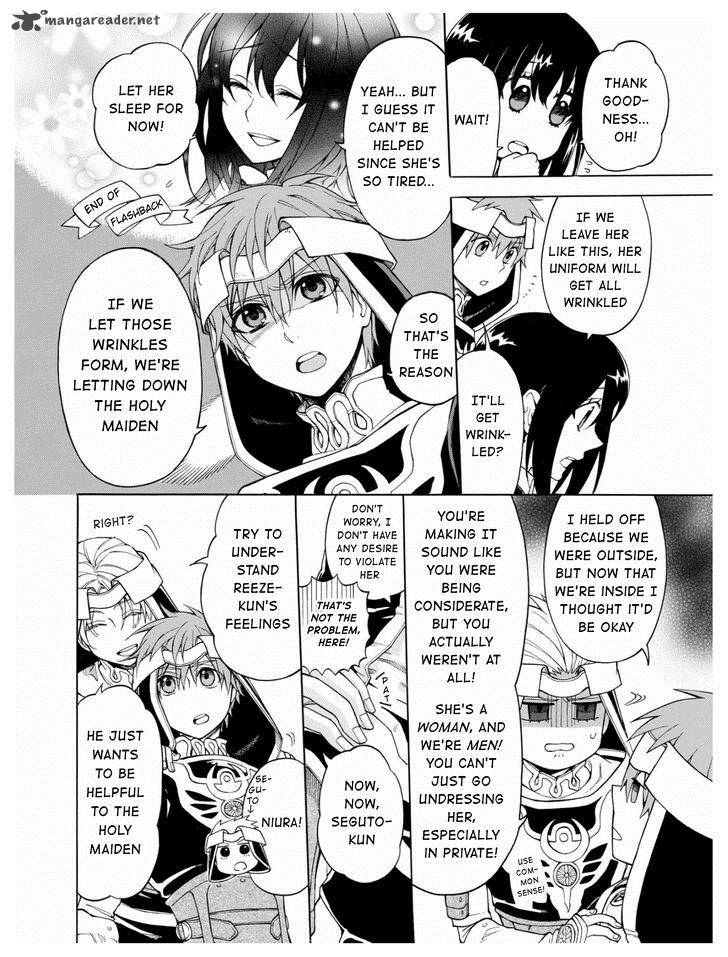 mangareader.net
THANK
GOOD-
NESS...
OH!
WAIT!
YEAH... BUT
I GUESS IT
CAN'T BE
HELPED
SINCE SHE'S
SO TIRED...
LET HER
SLEEP FOR
NOW!
END OF
FLASHBACK
IF WE
LEAVE HER
LIKE THIS, HER
UNIFORM WILL
GET ALL
WRINKLED
IT'LL
GET
WRINK-
LED?
SO
THAT'S
THE
REASON
IF WE
LET THOSE
WRINKLES
FORM, WE'RE
LETTING DOWN
THE HOLY
MAIDEN
I HELD OFF
BECAUSE WE
WERE OUTSIDE,
BUT NOW THAT
WE'RE INSIDE I
THOUGHT IT'D
BE OKAY
YOU'RE
MAKING IT
SOUND LIKE
YOU WERE
BEING
CONSIDERATE,
BUT YOU
ACTUALLY
WEREN'T AT
ALL!
SHE'S A
WOMAN, AND
WE'RE MEN!
YOU CAN'T
JUST GO
UNDRESSING
HER,
ESPECIALLY
IN PRIVATE!
USE
COM-
MON
SENSE!
DON'T
WORRY, I
DON'T HAVE
ANY DESIRE
TO VIOLATE
HER
THAT'S
NOT THE
PROBLEM,
HERE!
PAT
NOW,
NOW,
SEGUTO-
KUN
TRY TO
UNDER-
STAND
REEZE-
KUN'S
FEELINGS
RIGHT?
HE JUST
WANTS
TO BE
HELPFUL
TO THE
HOLY
MAIDEN
SE-
GU-
TO
NIURA!